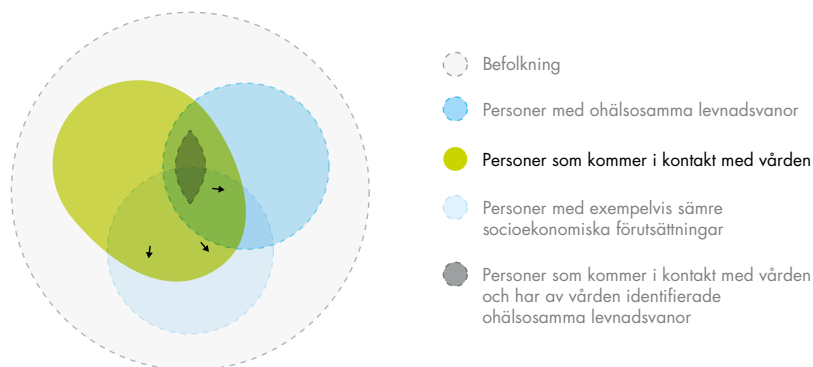 Befolkning
Personer med ohälsosamma levnadsvanor
Personer som kommer i kontakt med vården
Personer med exempelvis sämre
socioekonomiska förutsättningar
Personer som kommer i kontakt med vården
och har av vården identifierade
ohälsosamma levnadsvanor